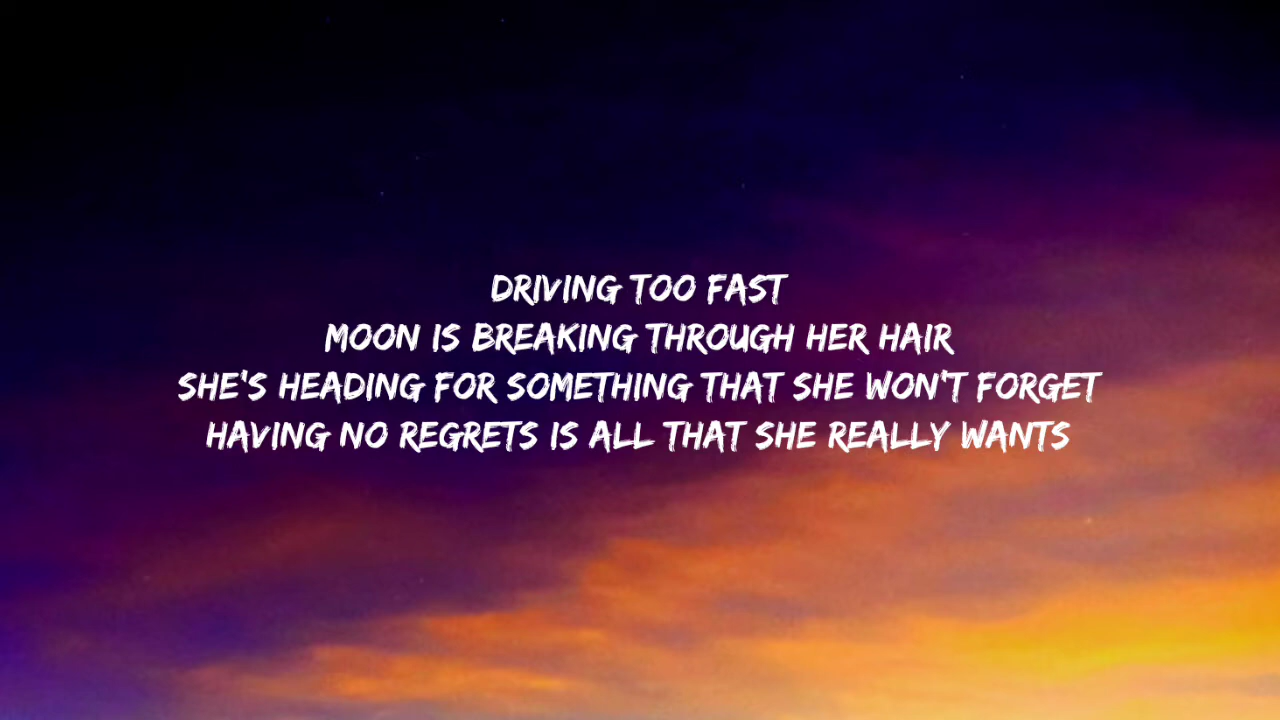 DRIVING TOO FAST
MOON IS BREAKING THROUGH HER HAIR
SHE'S HEADING FOR SOMETHING THAT SHE WON'T FORGET
HAVING NO REGRETS IS ALL THAT SHE REALLY WANTS